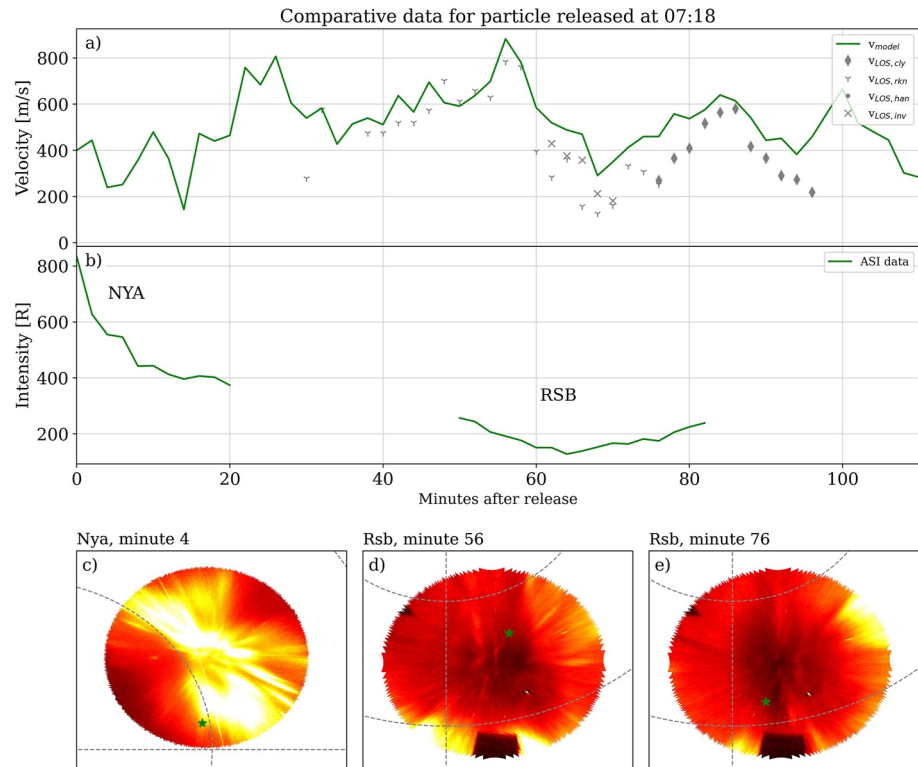 Comparative data for particle released at 07:18
a)
800
600
400
200
0
Velocity [m/s]
v_model
v_LOS,cly
v_LOS,rkn
v_LOS,han
v_LOS,inv
b)
800
600
400
200
Intensity [R]
ASI data
NYA
RSB
0 20 40 60 80 100
Minutes after release
Nya, minute 4
Rsb, minute 56
Rsb, minute 76
c)
d)
e)